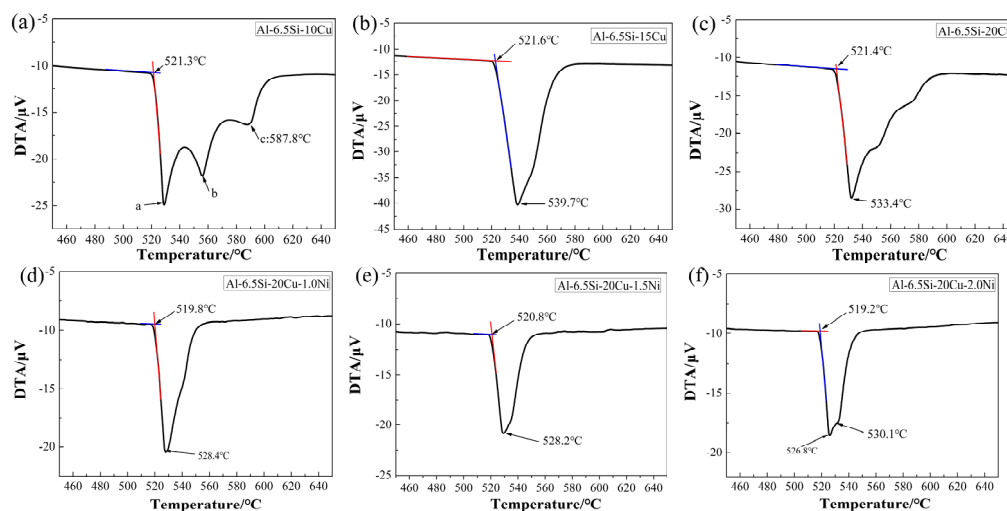 (a)
-5
-10
-15
-20
-25
DTA/μV
Al-6.5Si-10Cu
521.3℃
c:587.8℃
a
b
460 480 500 520 540 560 580 600 620 640
Temperature/℃
(b)
-5
-10
-15
-20
-25
-30
-35
-40
-45
DTA/μV
Al-6.5Si-15Cu
521.6℃
539.7℃
460 480 500 520 540 560 580 600 620 640
Temperature/℃
(c)
-5
-10
-15
-20
-25
-30
DTA/μV
Al-6.5Si-20Cu
521.4℃
533.4℃
460 480 500 520 540 560 580 600 620 640
Temperature/℃
(d)
-5
-10
-15
-20
DTA/μV
Al-6.5Si-20Cu-1.0Ni
519.8℃
528.4℃
460 480 500 520 540 560 580 600 620 640
Temperature/℃
(e)
-5
-10
-15
-20
-25
DTA/μV
Al-6.5Si-20Cu-1.5Ni
520.8℃
528.2℃
460 480 500 520 540 560 580 600 620 640
Temperature/℃
(f)
-5
-10
-15
-20
DTA/μV
Al-6.5Si-20Cu-2.0Ni
519.2℃
530.1℃
526.8℃
460 480 500 520 540 560 580 600 620 640
Temperature/℃